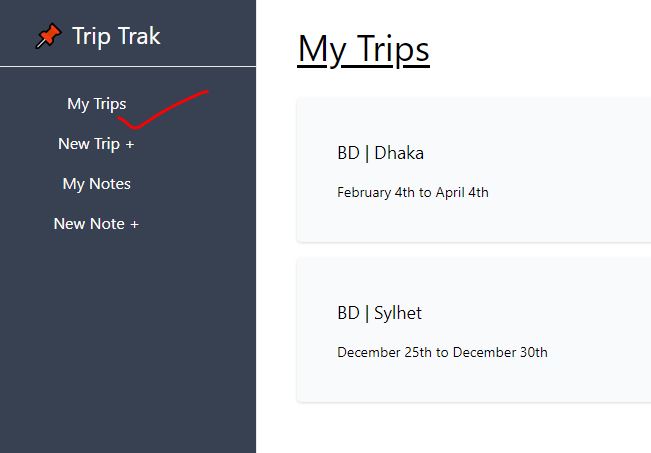 Trip Trak
My Trips
New Trip +
My Notes
New Note +
My Trips
BD | Dhaka
February 4th to April 4th
BD | Sylhet
December 25th to December 30th